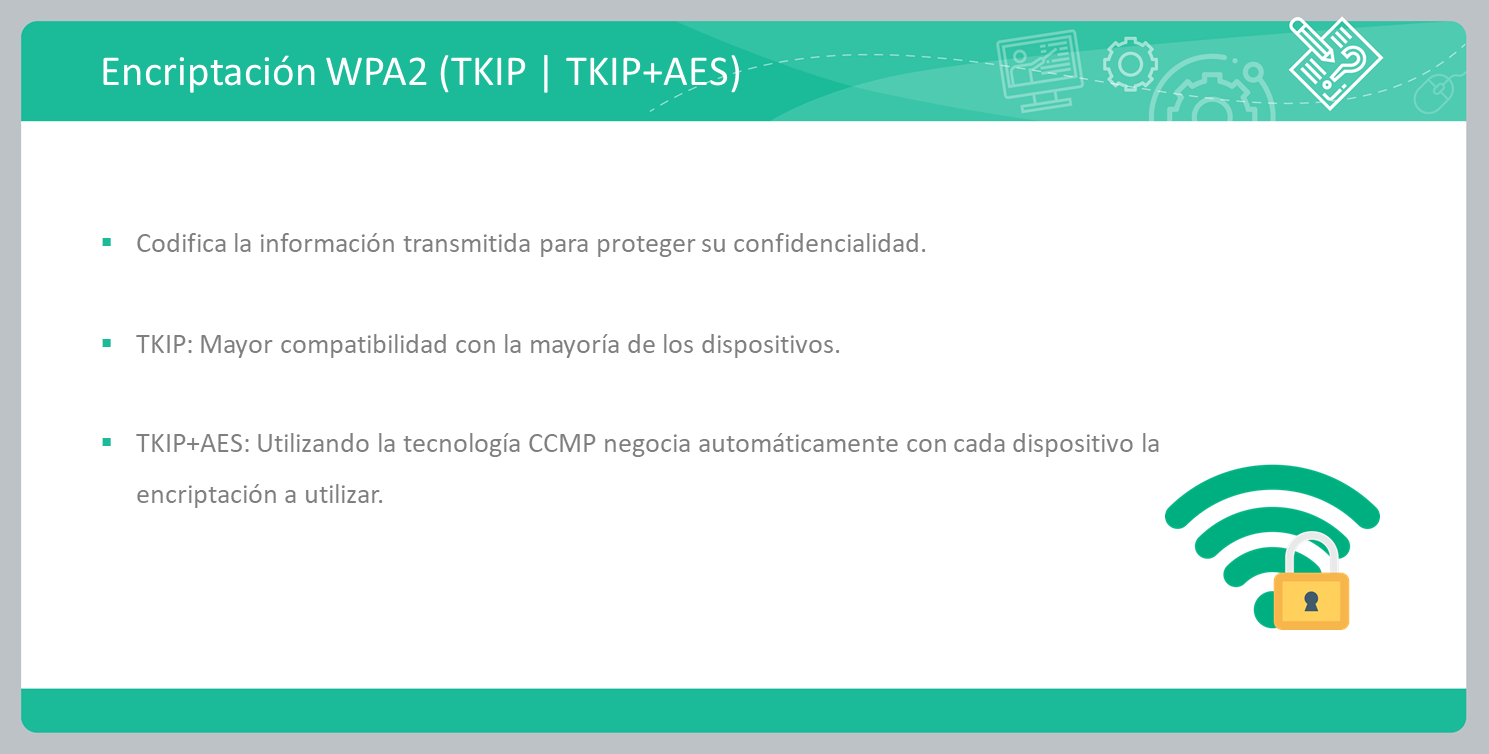 Encriptación WPA2 (TKIP | TKIP+AES)
▪ Codifica la información transmitida para proteger su confidencialidad.
▪ TKIP: Mayor compatibilidad con la mayoría de los dispositivos.
▪ TKIP+AES: Utilizando la tecnología CCMP negocia automáticamente con cada dispositivo la
encriptación a utilizar.